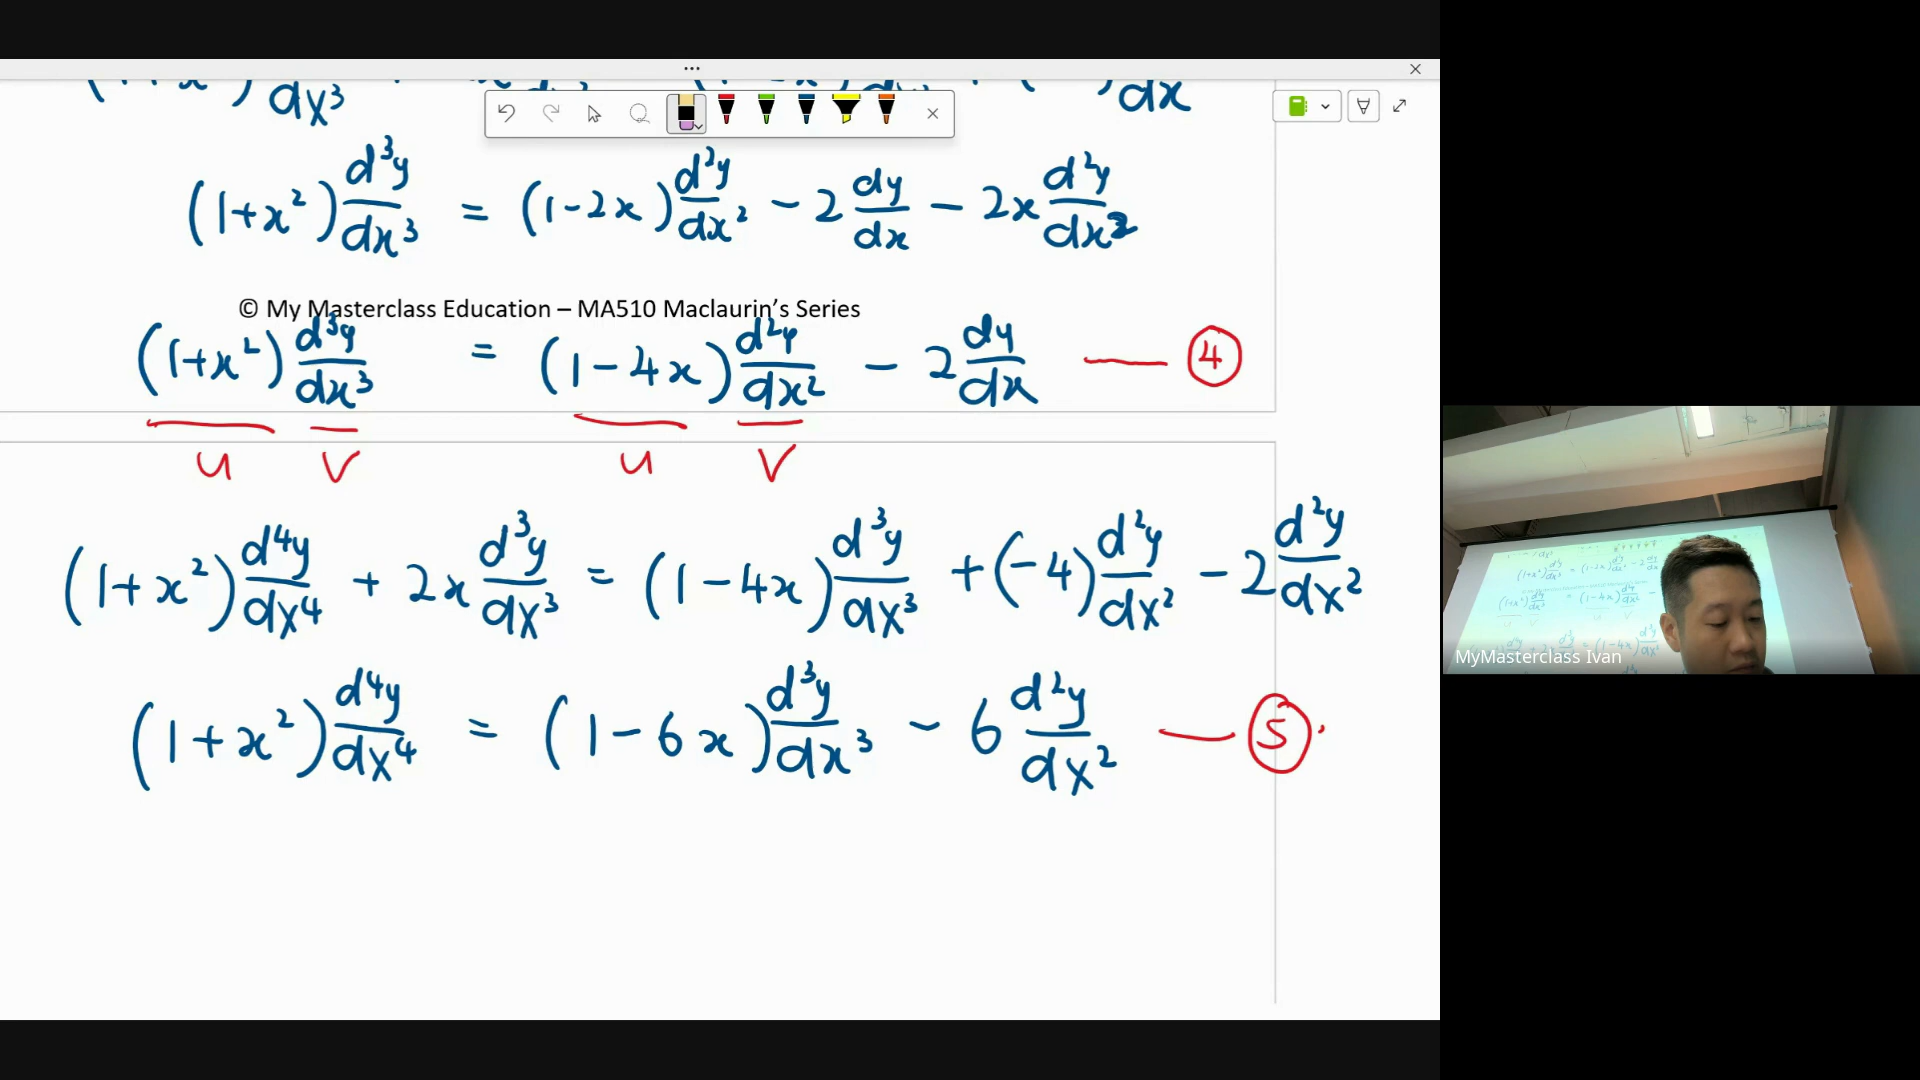 (1+x²) d³y/dx³ = (1-2x) d²y/dx² - 2 dy/dx - 2x d²y/dx²
© My Masterclass Education – MA510 Maclaurin’s Series
(1+x²) d³y/dx³ = (1-4x) d²y/dx² - 2 dy/dx — ④
u v u v
(1+x²) d⁴y/dx⁴ + 2x d³y/dx³ = (1-4x) d³y/dx³ + (-4) d²y/dx² - 2 d²y/dx²
(1+x²) d⁴y/dx⁴ = (1-6x) d³y/dx³ - 6 d²y/dx² — ⑤
MyMasterclass Ivan